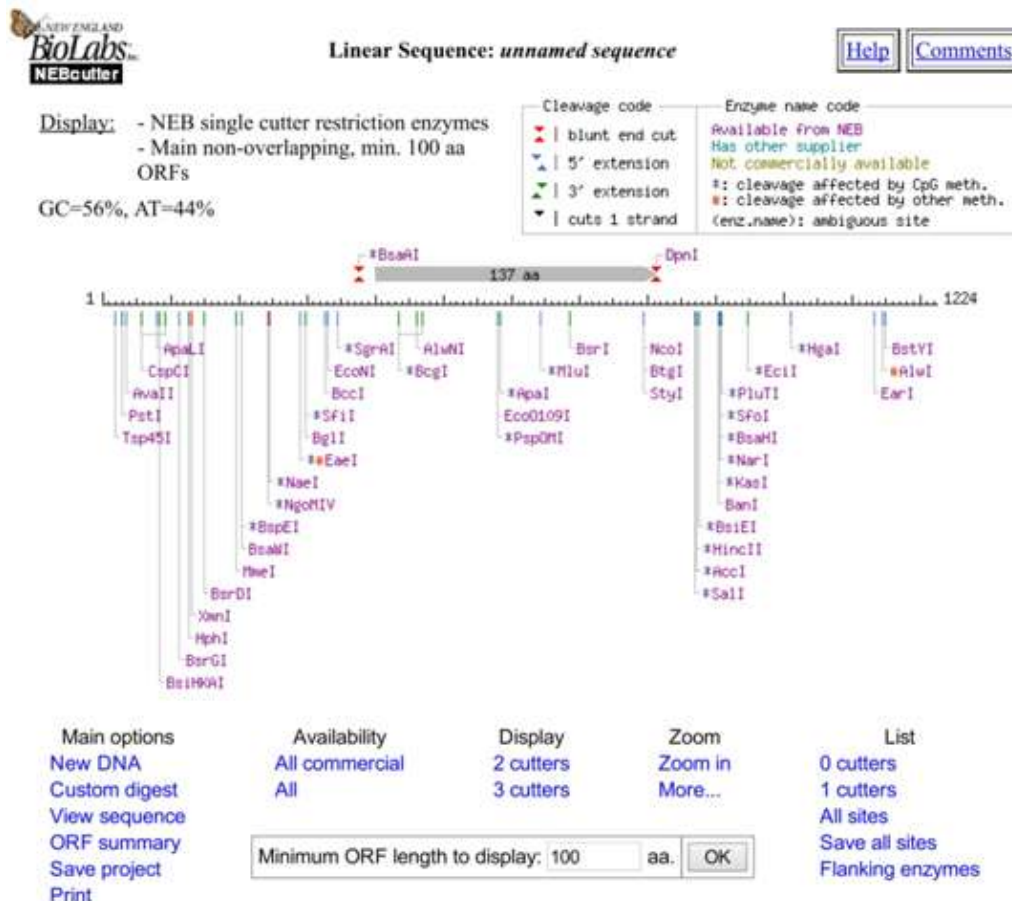 NEW ENGLAND
BioLabs Inc.
NEBcutter
Linear Sequence: unnamed sequence
Help
Comments
Display: - NEB single cutter restriction enzymes
- Main non-overlapping, min. 100 aa
ORFs
GC=56%, AT=44%
Cleavage code
blunt end cut
5' extension
3' extension
cuts 1 strand
Enzyme name code
Available from NEB
Has other supplier
Not commercially available
*: cleavage affected by CpG meth.
*: cleavage affected by other meth.
(enz.name): ambiguous site
*BsaAI
DpnI
137 aa
1
1224
ApaLI
*SgrAI
AlwNI
BsrI
NcoI
*HgaI
BstYI
CspCI
EcoNI
*BcgI
*MluI
BtgI
*EciI
*AlwI
AvaII
BccI
*ApaI
StyI
*PluTI
EarI
PstI
*SfiI
EcoO109I
*SfoI
Tsp45I
BglI
*PspOMI
*BsaHI
**EaeI
*NarI
*NaeI
*KasI
*NgoMIV
BanI
*BspEI
*BsiEI
BsaWI
*HincII
MmeI
*AccI
BsrDI
*SalI
XmnI
HphI
BsrGI
BsiHKAI
Main options
New DNA
Custom digest
View sequence
ORF summary
Save project
Print
Availability
All commercial
All
Display
2 cutters
3 cutters
Zoom
Zoom in
More...
List
0 cutters
1 cutters
All sites
Save all sites
Flanking enzymes
Minimum ORF length to display: 100 aa. OK